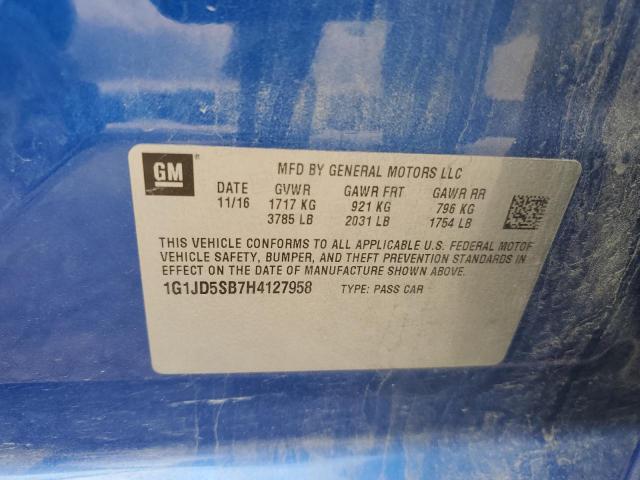 GM ®
MFD BY GENERAL MOTORS LLC
DATE GVWR GAWR FRT GAWR RR
11/16 1717 KG 921 KG 796 KG
3785 LB 2031 LB 1754 LB
THIS VEHICLE CONFORMS TO ALL APPLICABLE U.S. FEDERAL MOTOR
VEHICLE SAFETY, BUMPER, AND THEFT PREVENTION STANDARDS IN
EFFECT ON THE DATE OF MANUFACTURE SHOWN ABOVE.
1G1JD5SB7H4127958 TYPE: PASS CAR